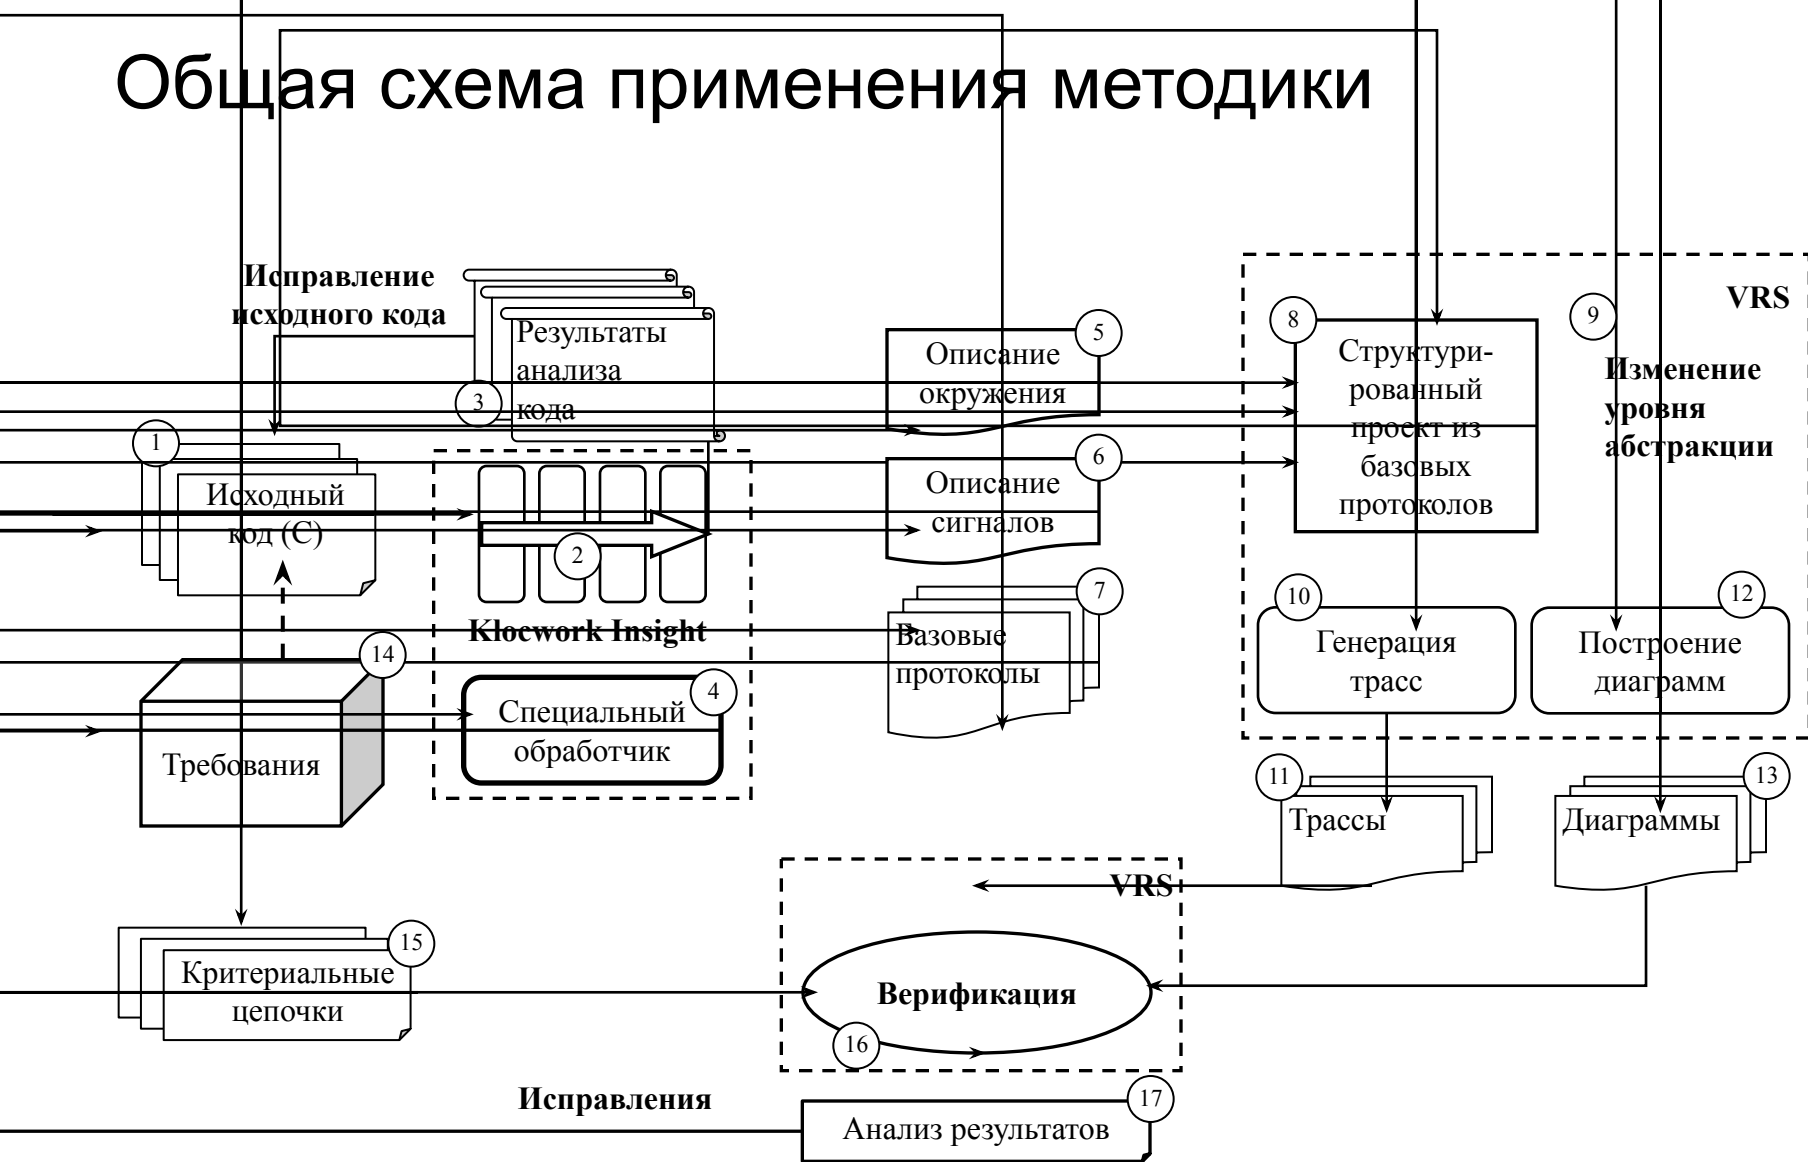 Общая схема применения методики
Исправление
исходного кода
Результаты
анализа
кода
3
1
Исходный
код (С)
2
Klocwork Insight
4
Специальный
обработчик
14
Требования
5
Описание
окружения
6
Описание
сигналов
7
Вазовые
протоколы
VRS
8
Структури-
рованный
проект из
базовых
протоколов
9
Изменение
уровня
абстракции
10
Генерация
трасс
12
Построение
диаграмм
11
Трассы
13
Диаграммы
15
Критериальные
цепочки
VRS
Верификация
16
Исправления
17
Анализ результатов